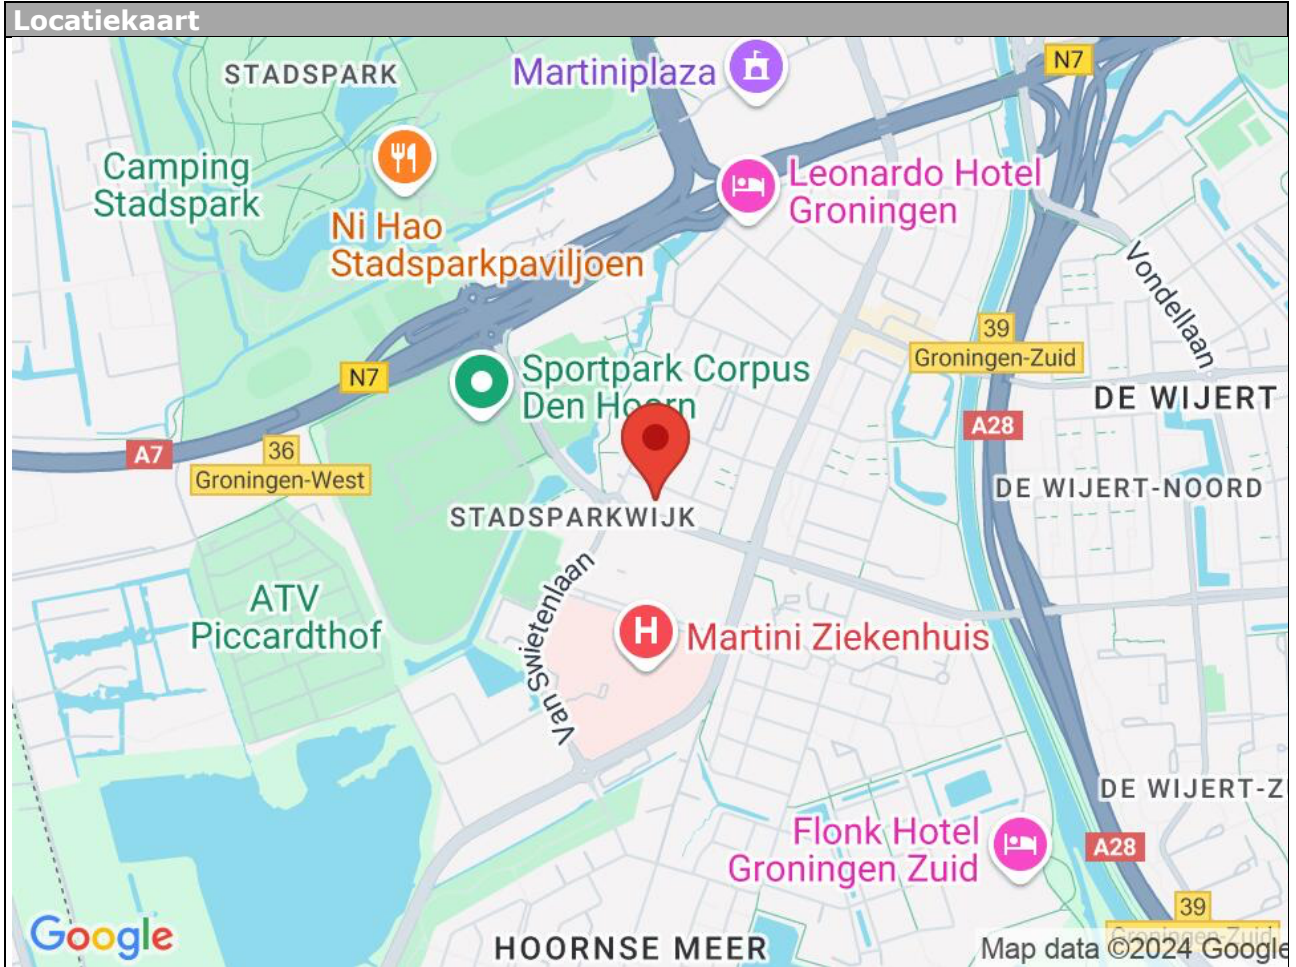 Locatiekaart
STADSPARK
Martiniplaza
N7
Camping
Stadspark
Leonardo Hotel
Groningen
Ni Hao
Stadsparkpaviljoen
Vondellaan
39
Groningen-Zuid
N7
Sportpark Corpus
Den Hoorn
DE WIJERT
A7
36
Groningen-West
A28
DE WIJERT-NOORD
STADSPARKWIJK
ATV
Piccardthof
Van Swietenlaan
H
Martini Ziekenhuis
DE WIJERT-Z
Flonk Hotel
Groningen Zuid
A28
39
Groningen-Zuid
Google
HOORNSE MEER
Map data ©2024 Google